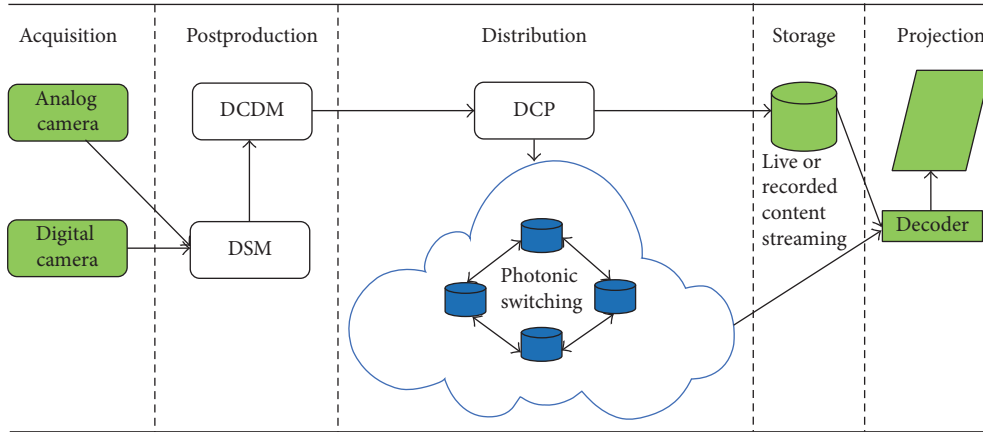 Acquisition
Postproduction
Distribution
Storage
Projection
Analog
camera
DCDM
DCP
Live or
recorded
content
streaming
Digital
camera
DSM
Photonic
switching
Decoder